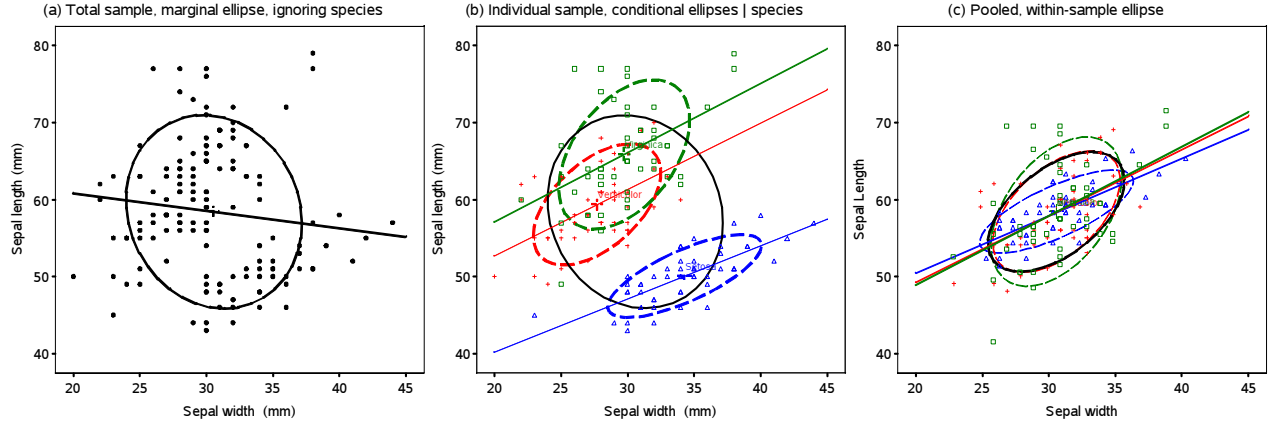 (a) Total sample, marginal ellipse, ignoring species
80
70
60
50
40
20 25 30 35 40 45
Sepal length (mm)
Sepal width (mm)
(b) Individual sample, conditional ellipses | species
80
70
60
50
40
20 25 30 35 40 45
Sepal length (mm)
Sepal width (mm)
Virginica
Versicolor
Setosa
(c) Pooled, within-sample ellipse
80
70
60
50
40
20 25 30 35 40 45
Sepal Length
Sepal width